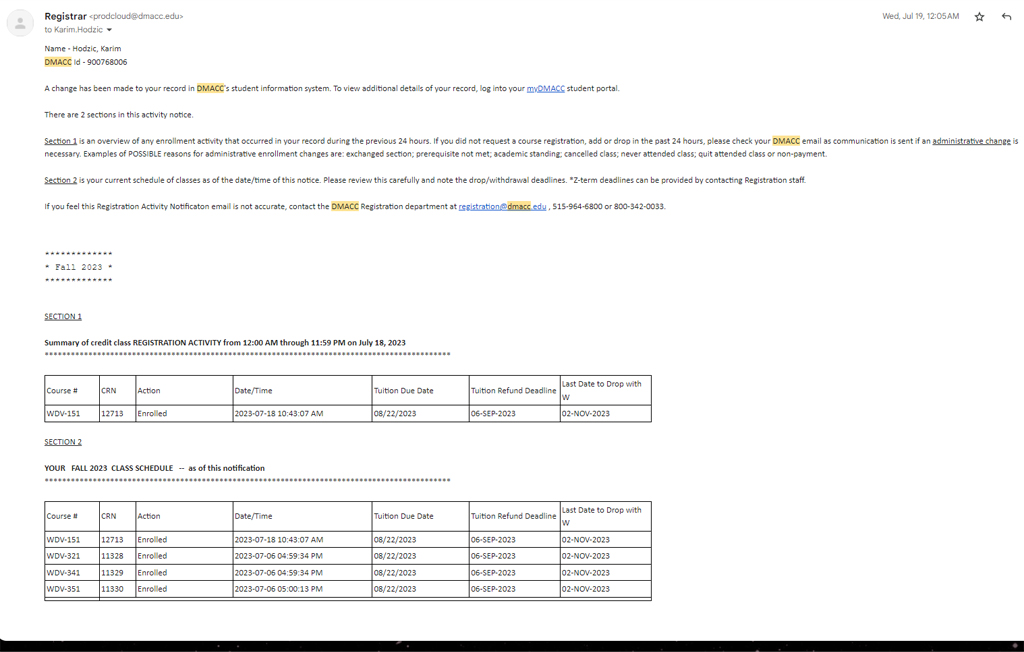 Registrar <prodcloud@dmacc.edu>
Wed, Jul 19, 12:05 AM
to Karim.Hodzic
Name - Hodzic, Karim
DMACC Id - 900768006
A change has been made to your record in DMACC's student information system. To view additional details of your record, log into your myDMACC student portal.
There are 2 sections in this activity notice.
Section 1 is an overview of any enrollment activity that occurred in your record during the previous 24 hours. If you did not request a course registration, add or drop in the past 24 hours, please check your DMACC email as communication is sent if an administrative change is
necessary. Examples of POSSIBLE reasons for administrative enrollment changes are: exchanged section; prerequisite not met; academic standing; cancelled class; never attended class; quit attended class or non-payment.
Section 2 is your current schedule of classes as of the date/time of this notice. Please review this carefully and note the drop/withdrawal deadlines. *Z-term deadlines can be provided by contacting Registration staff.
If you feel this Registration Activity Notificaton email is not accurate, contact the DMACC Registration department at registration@dmacc.edu , 515-964-6800 or 800-342-0033.
*************
* Fall 2023 *
*************
SECTION 1
Summary of credit class REGISTRATION ACTIVITY from 12:00 AM through 11:59 PM on July 18, 2023
Course # CRN Action Date/Time Tuition Due Date Tuition Refund Deadline Last Date to Drop with W
WDV-151 12713 Enrolled 2023-07-18 10:43:07 AM 08/22/2023 06-SEP-2023 02-NOV-2023
SECTION 2
YOUR FALL 2023 CLASS SCHEDULE -- as of this notification
Course # CRN Action Date/Time Tuition Due Date Tuition Refund Deadline Last Date to Drop with W
WDV-151 12713 Enrolled 2023-07-18 10:43:07 AM 08/22/2023 06-SEP-2023 02-NOV-2023
WDV-321 11328 Enrolled 2023-07-06 04:59:34 PM 08/22/2023 06-SEP-2023 02-NOV-2023
WDV-341 11329 Enrolled 2023-07-06 04:59:34 PM 08/22/2023 06-SEP-2023 02-NOV-2023
WDV-351 11330 Enrolled 2023-07-06 05:00:13 PM 08/22/2023 06-SEP-2023 02-NOV-2023